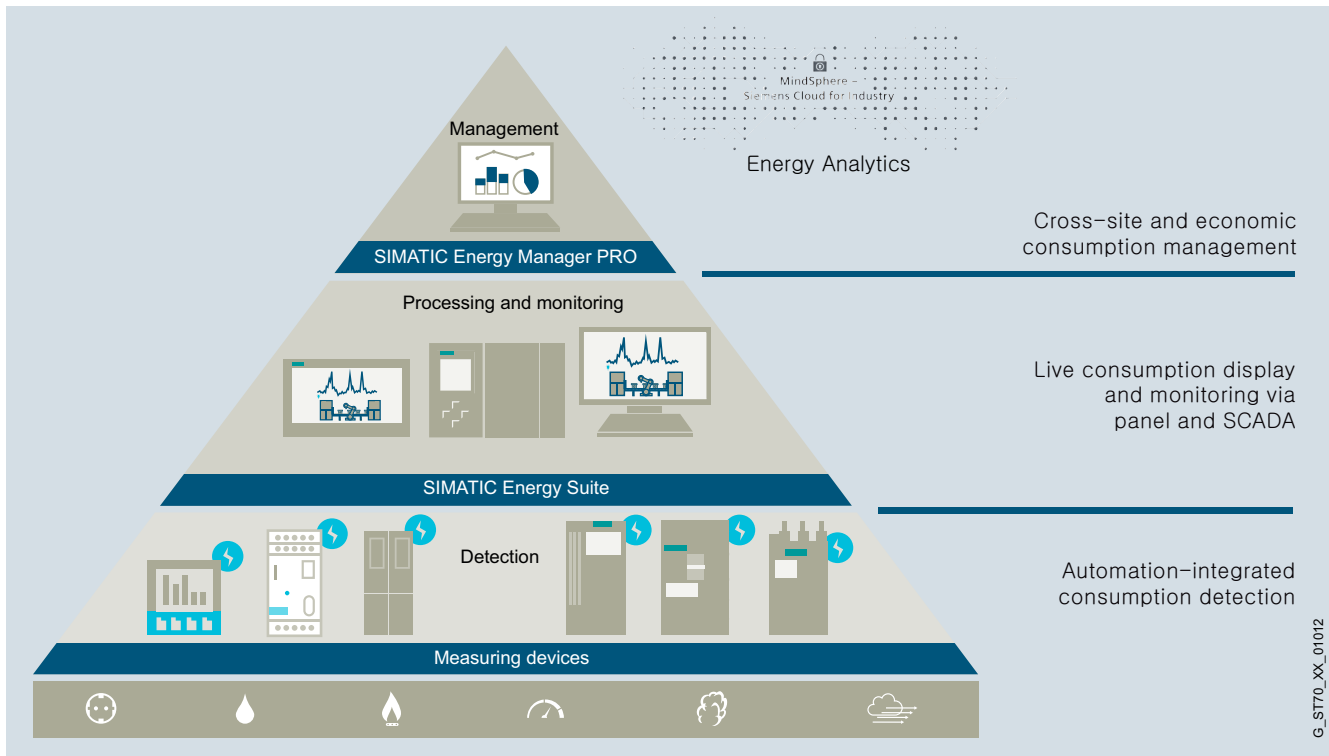 MindSphere –
Siemens Cloud for Industry
Energy Analytics
Management
SIMATIC Energy Manager PRO
Cross-site and economic
consumption management
Processing and monitoring
SIMATIC Energy Suite
Live consumption display
and monitoring via
panel and SCADA
Detection
Measuring devices
Automation-integrated
consumption detection
G_ST70_XX_01012